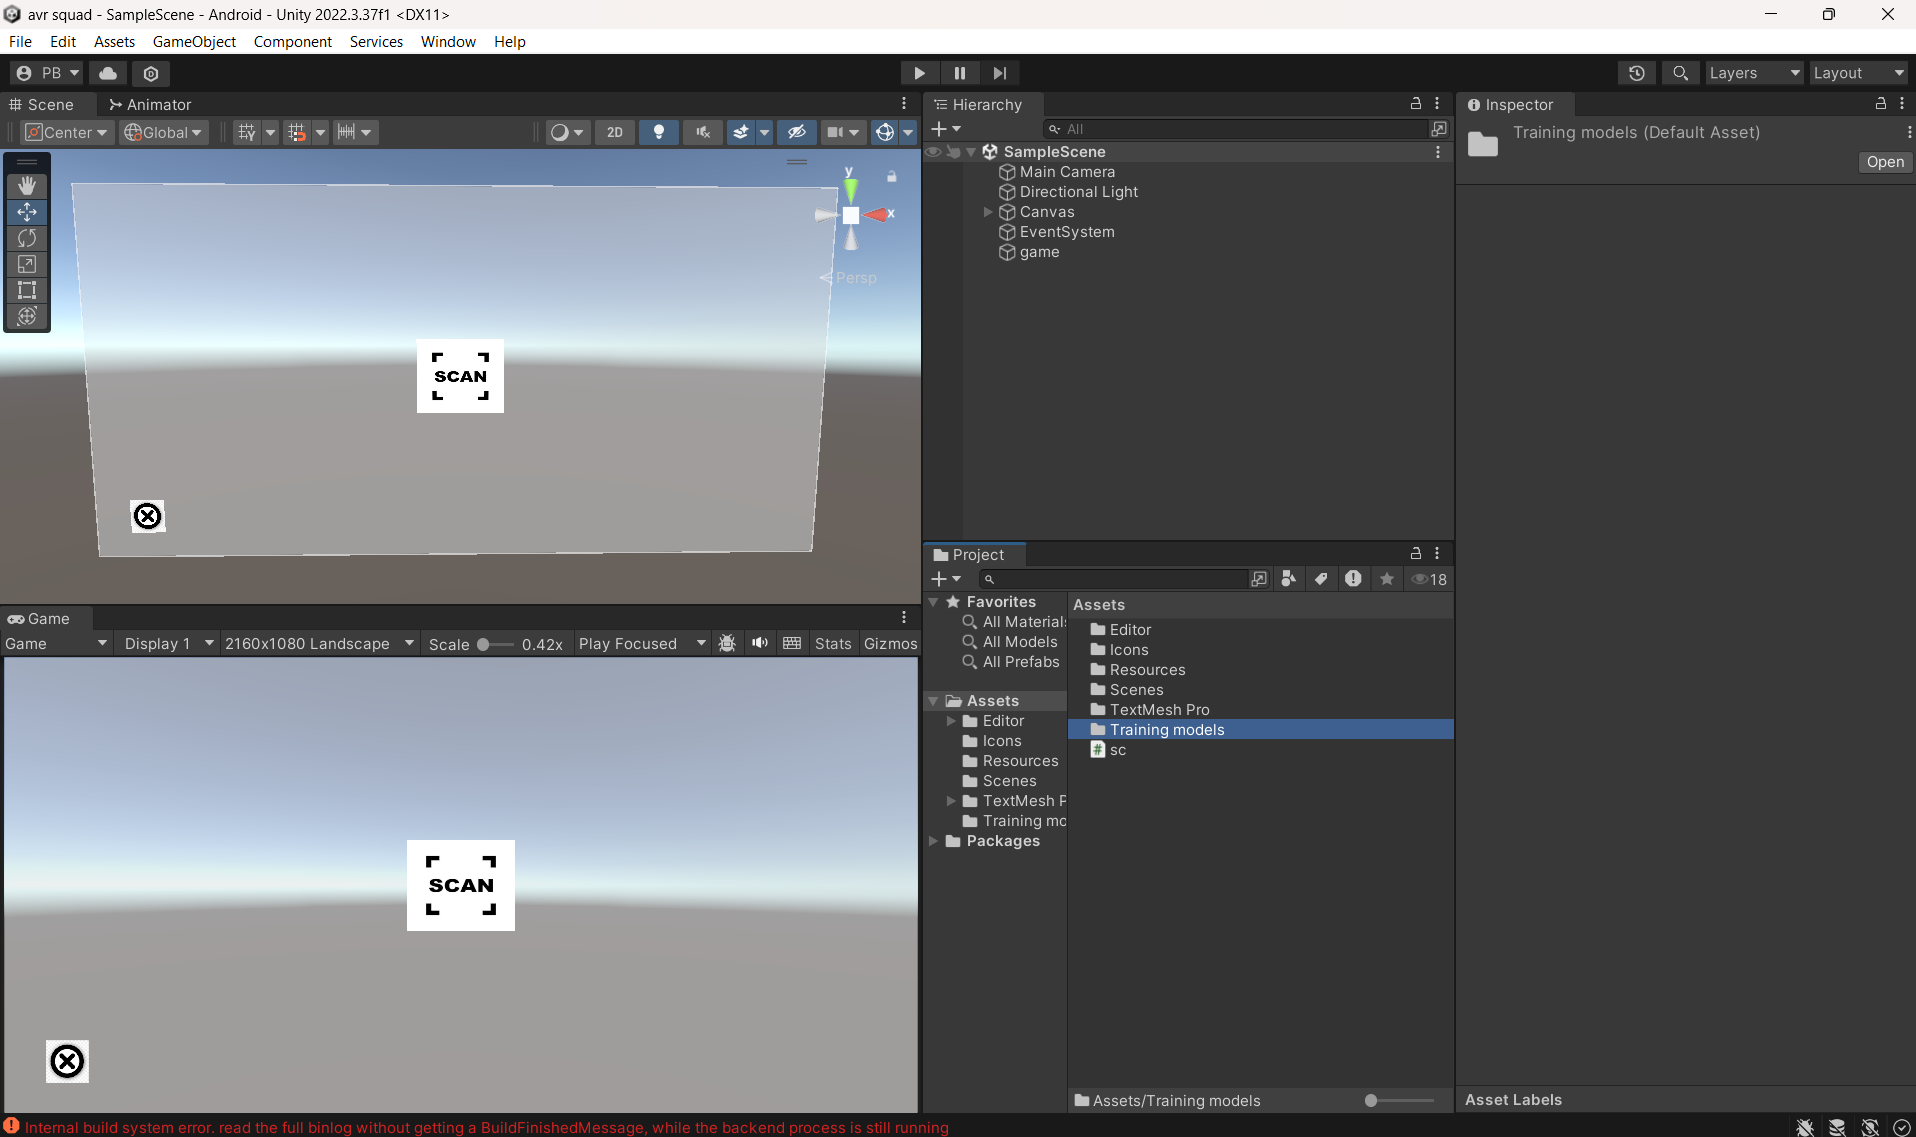 avr squad - SampleScene - Android - Unity 2022.3.37f1 <DX11>
File Edit Assets GameObject Component Services Window Help
PB Layers Layout
Scene Animator
Center Global 2D
y
x
Persp
SCAN
Hierarchy
All
SampleScene
Main Camera
Directional Light
Canvas
EventSystem
game
Inspector
Training models (Default Asset)
Open
Game
Game Display 1 2160x1080 Landscape Scale 0.42x Play Focused Stats Gizmos
SCAN
Project
18
Favorites
All Materials
All Models
All Prefabs
Assets
Editor
Icons
Resources
Scenes
TextMesh P
Training mo
Packages
Assets
Editor
Icons
Resources
Scenes
TextMesh Pro
Training models
sc
Assets/Training models
Asset Labels
Internal build system error. read the full binlog without getting a BuildFinishedMessage, while the backend process is still running